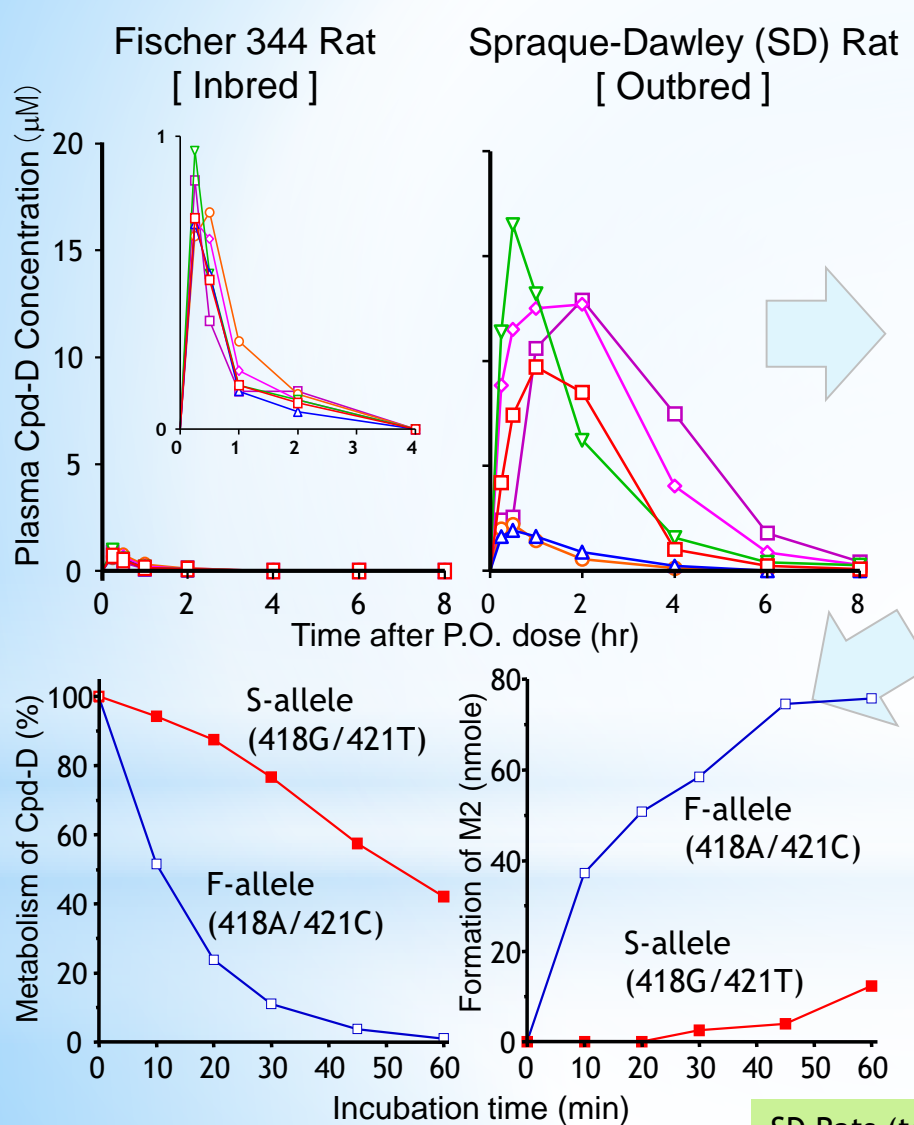 Fischer 344 Rat
[ Inbred ]
Spraque-Dawley (SD) Rat
[ Outbred ]
Plasma Cpd-D Concentration (μM)
20
15
10
5
0
1
0
0 1 2 3 4
0 2 4 6 8
0 2 4 6 8
Time after P.O. dose (hr)
Metabolism of Cpd-D (%)
100
80
60
40
20
0
S-allele
(418G/421T)
F-allele
(418A/421C)
0 10 20 30 40 50 60
Formation of M2 (nmole)
80
60
40
20
0
F-allele
(418A/421C)
S-allele
(418G/421T)
0 10 20 30 40 50 60
Incubation time (min)
SD Rats (t